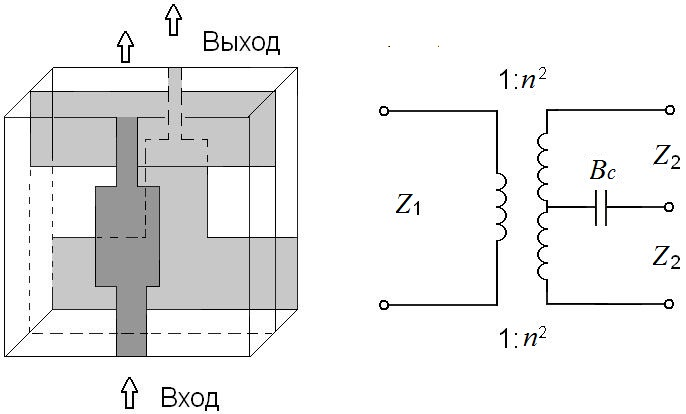 Выход
Вход
1:n²
Z1
Bc
Z2
Z2
1:n²